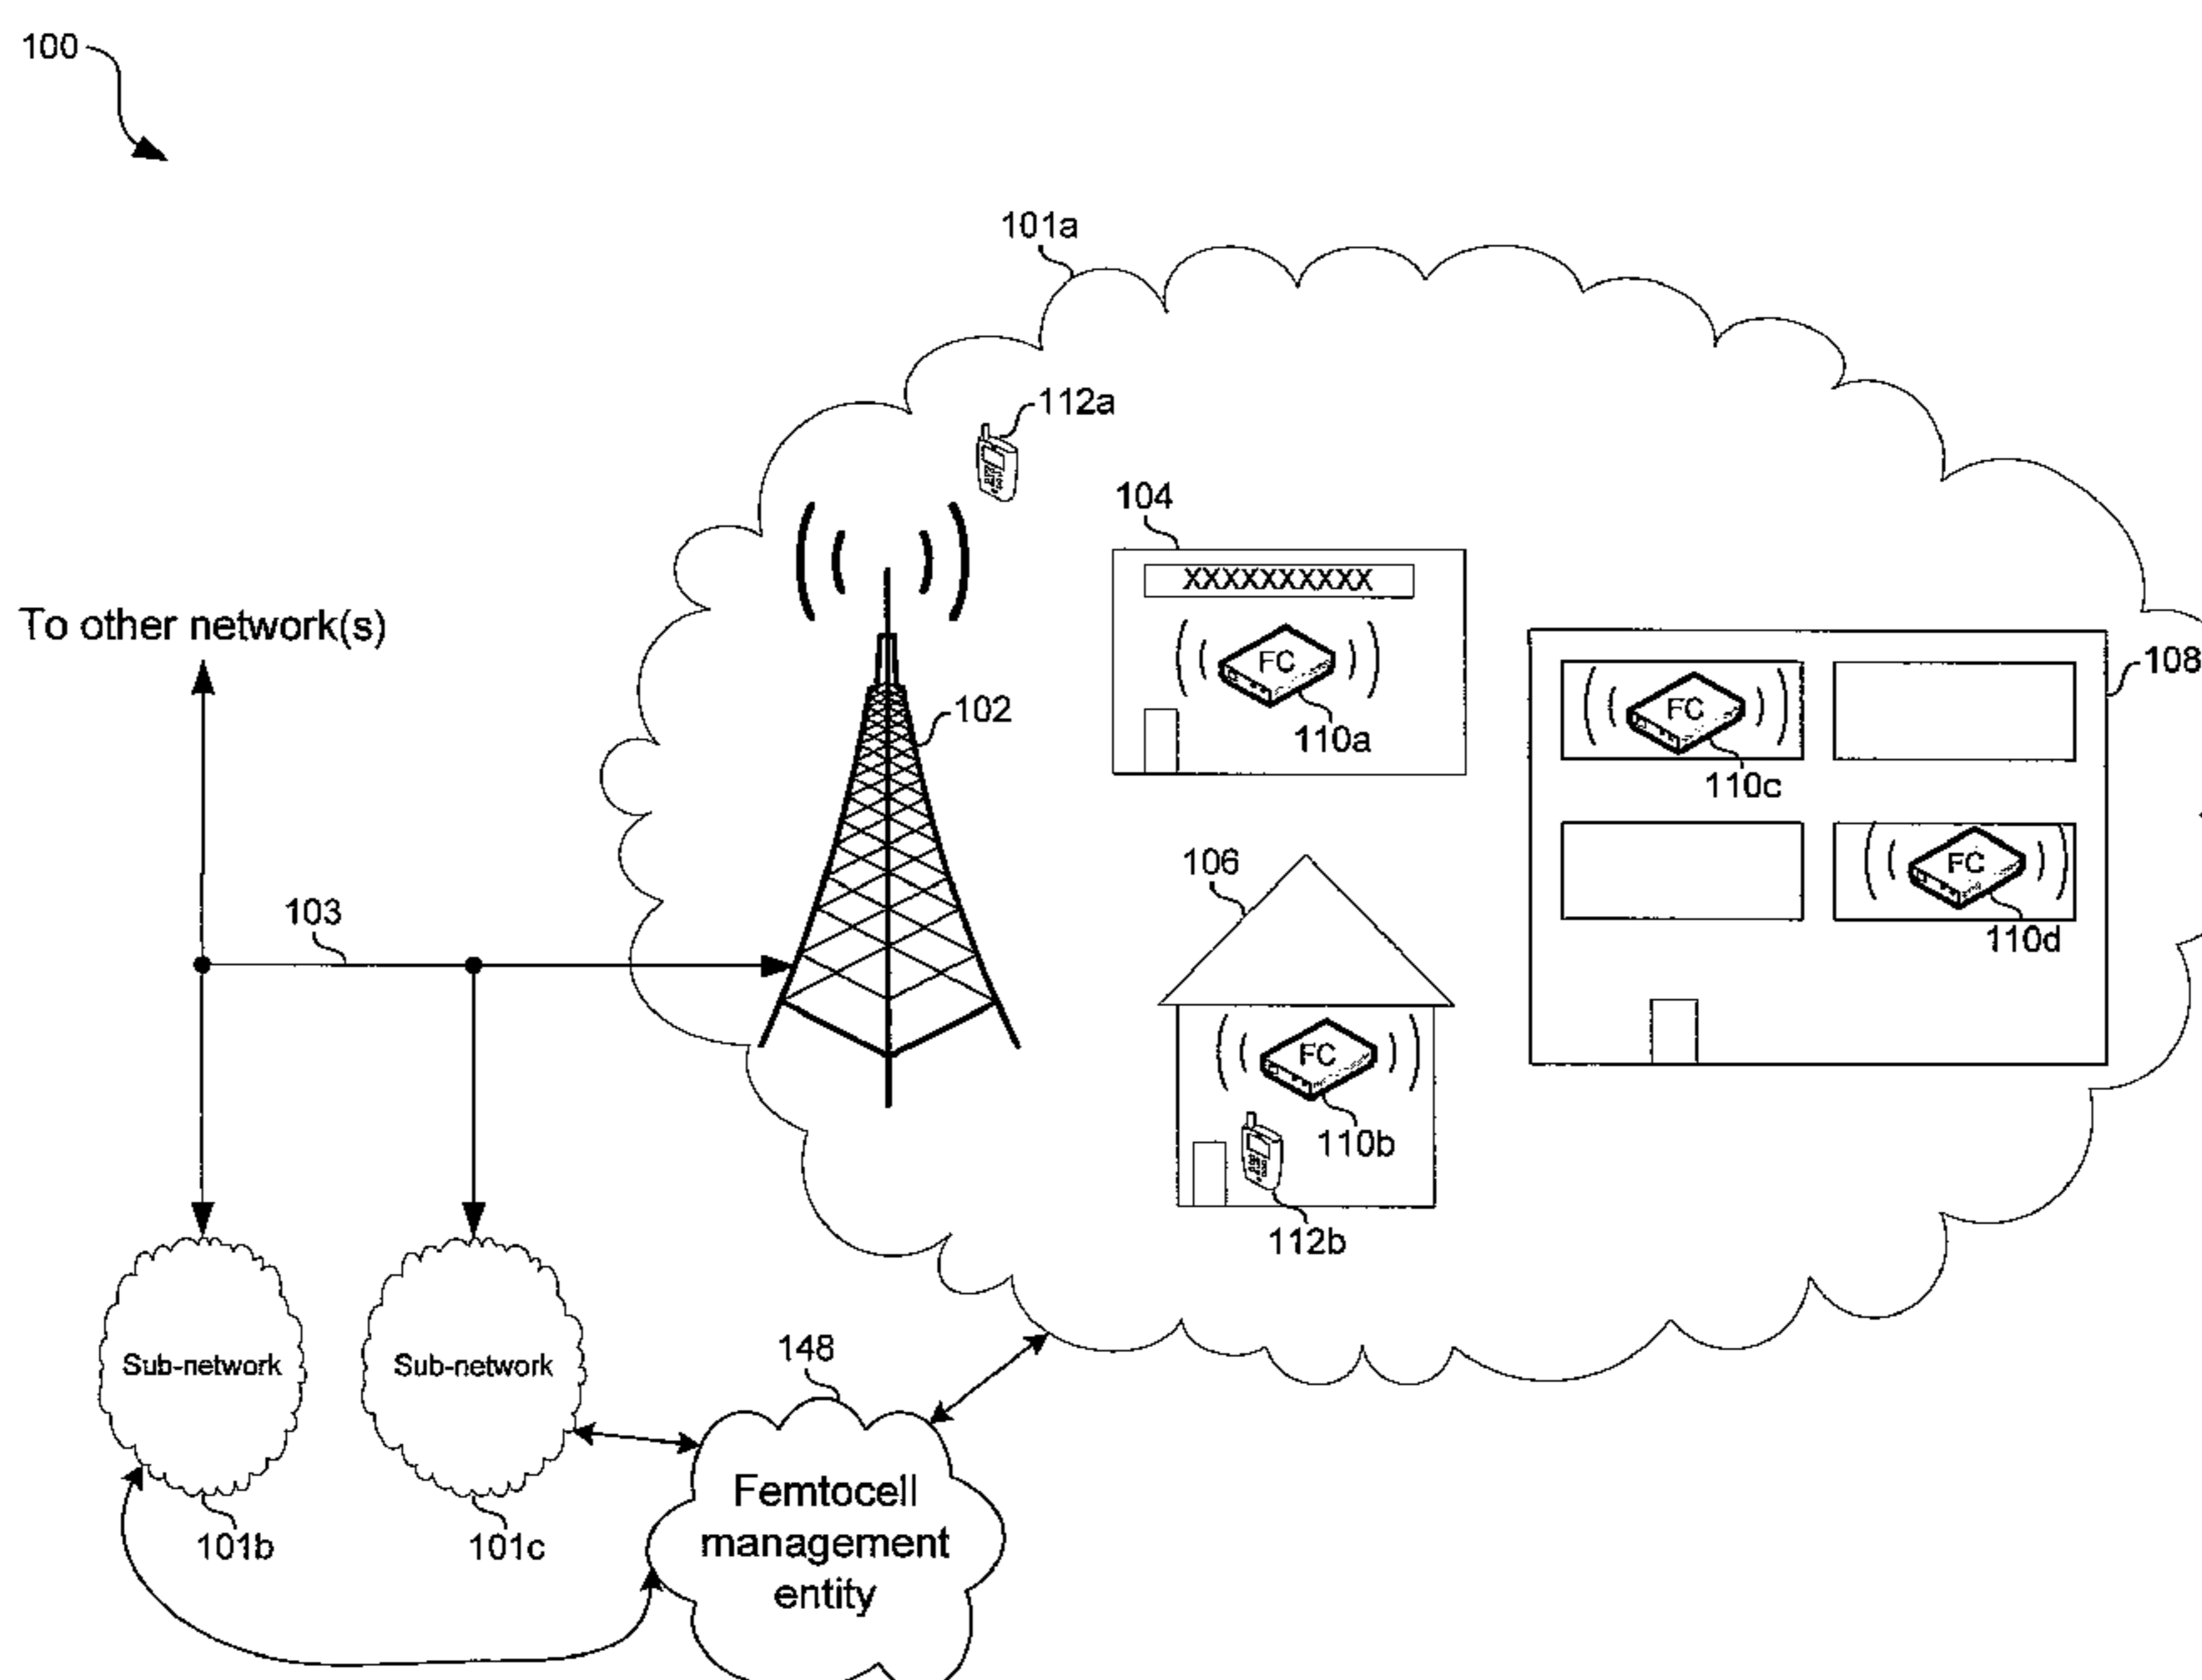 100
101a
112a
104
XXXXXXXXXX
To other network(s)
108
FC
FC
102
110a
110c
106
FC
103
110d
FC
110b
112b
148
Sub-network
Sub-network
Femtocell
management
entity
101b
101c